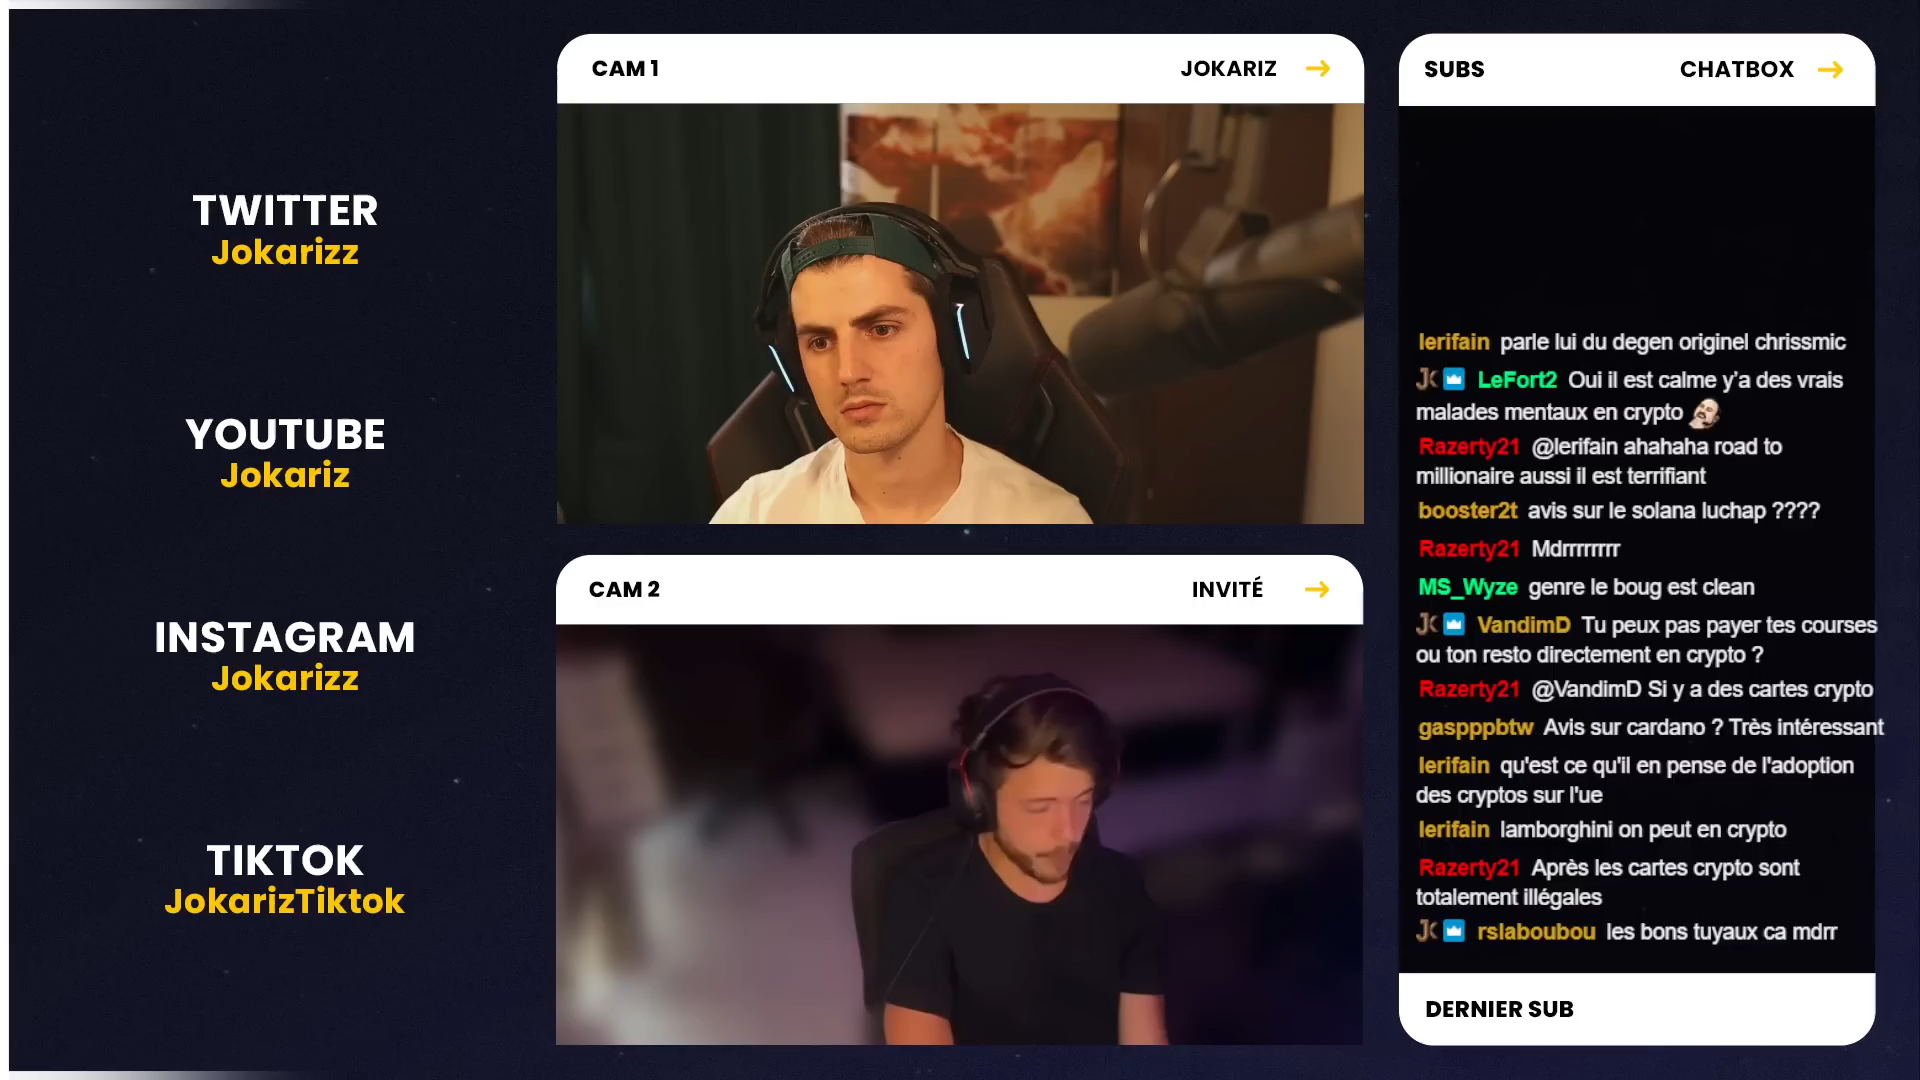 TWITTER
Jokarizz
YOUTUBE
Jokariz
INSTAGRAM
Jokarizz
TIKTOK
JokarizTiktok
CAM 1
JOKARIZ
CAM 2
INVITÉ
SUBS
CHATBOX
lerifain parle lui du degen originel chrissmic
LeFort2 Oui il est calme y'a des vrais
malades mentaux en crypto
Razerty21 @lerifain ahahaha road to
millionaire aussi il est terrifiant
booster2t avis sur le solana luchap ????
Razerty21 Mdrrrrrrrr
MS_Wyze genre le boug est clean
VandimD Tu peux pas payer tes courses
ou ton resto directement en crypto ?
Razerty21 @VandimD Si y a des cartes crypto
gaspppbtw Avis sur cardano ? Très intéressant
lerifain qu'est ce qu'il en pense de l'adoption
des cryptos sur l'ue
lerifain lamborghini on peut en crypto
Razerty21 Après les cartes crypto sont
totalement illégales
rslaboubou les bons tuyaux ca mdrr
DERNIER SUB